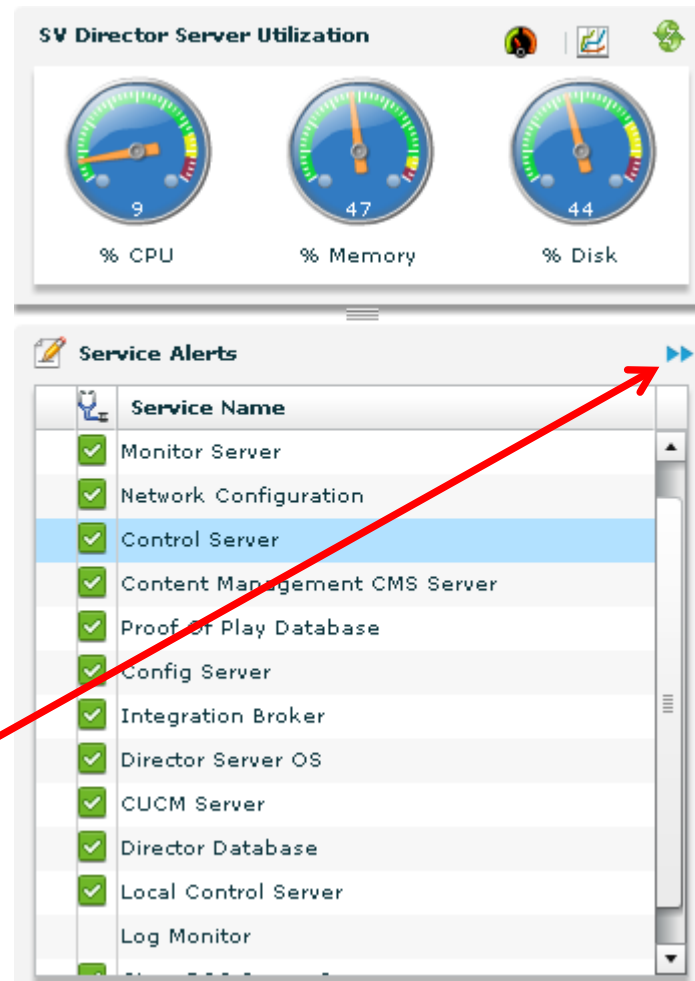 SV Director Server Utilization
9
47
44
% CPU
% Memory
% Disk
Service Alerts
Service Name
Monitor Server
Network Configuration
Control Server
Content Management CMS Server
Proof Of Play Database
Config Server
Integration Broker
Director Server OS
CUCM Server
Director Database
Local Control Server
Log Monitor